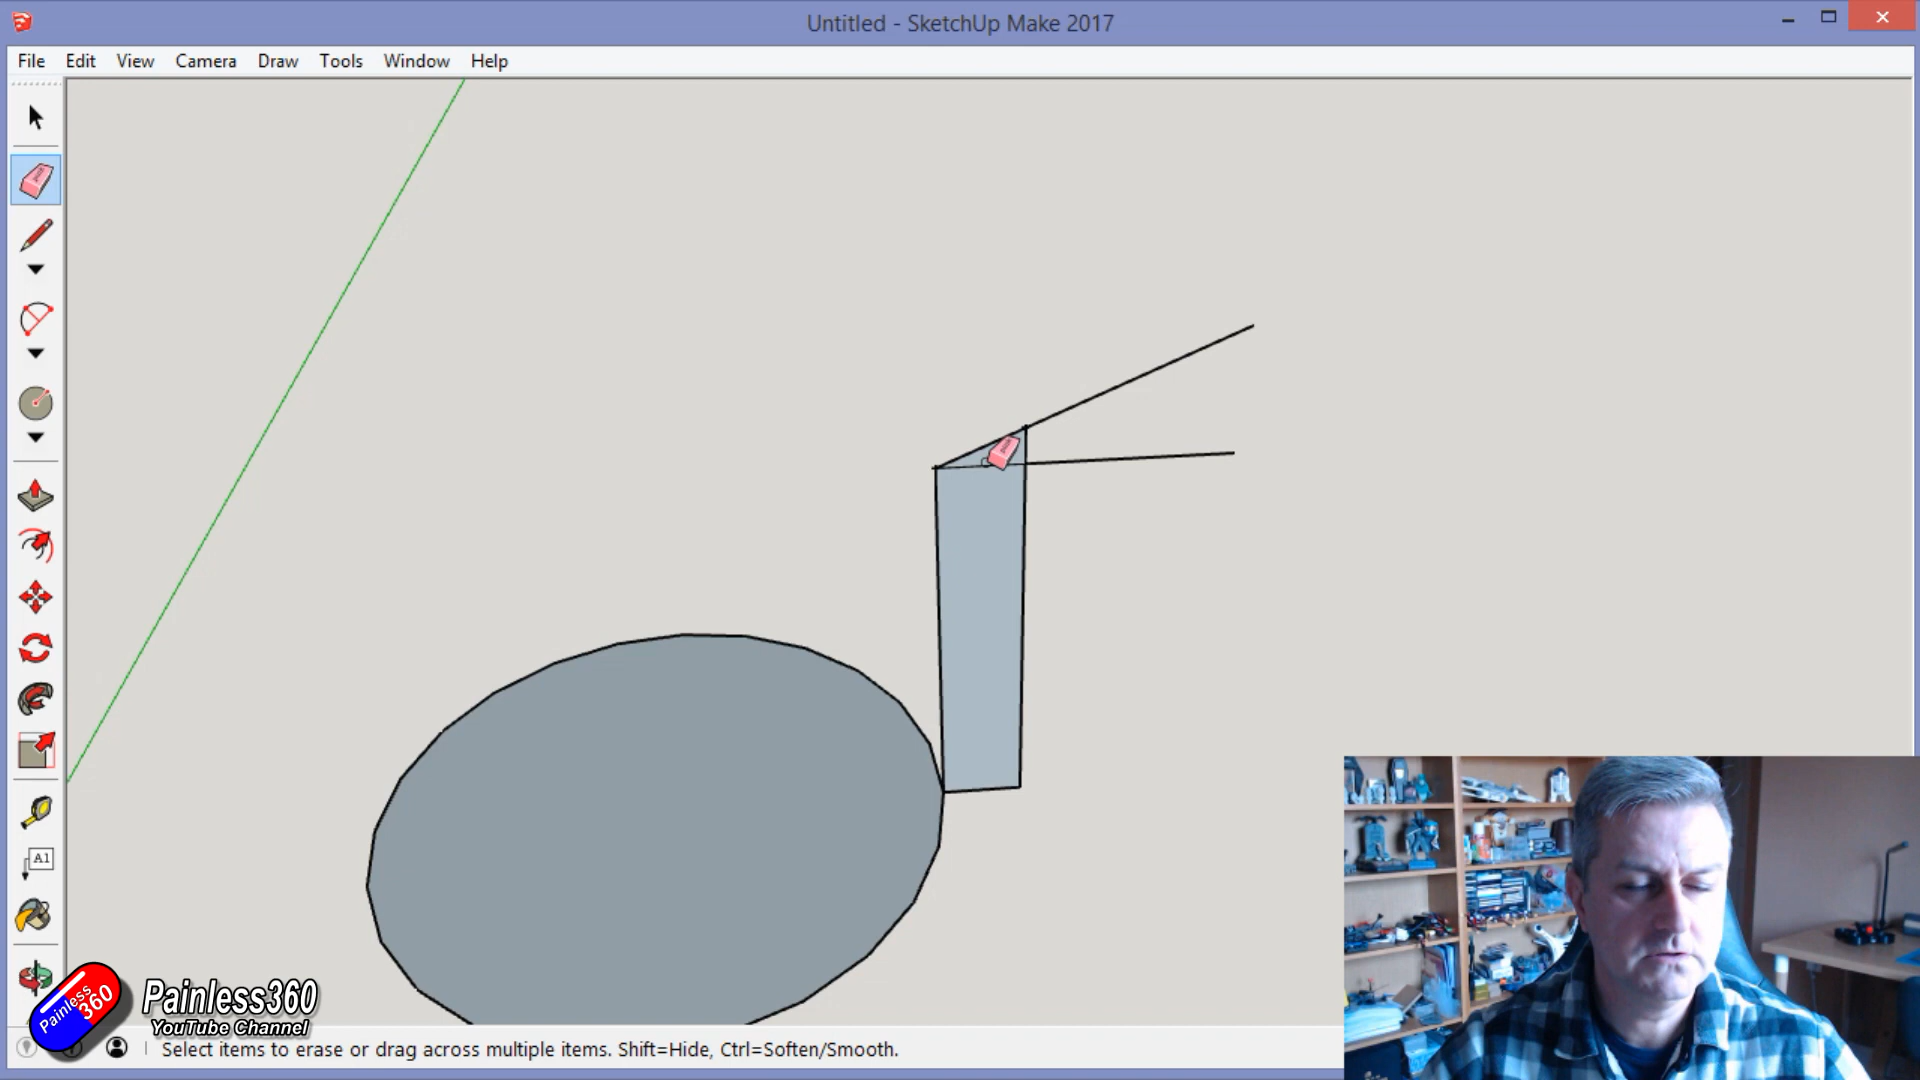 Untitled - SketchUp Make 2017
File Edit View Camera Draw Tools Window Help
A1
Painless 360
Painless360
YouTube Channel
Select items to erase or drag across multiple items. Shift=Hide, Ctrl=Soften/Smooth.